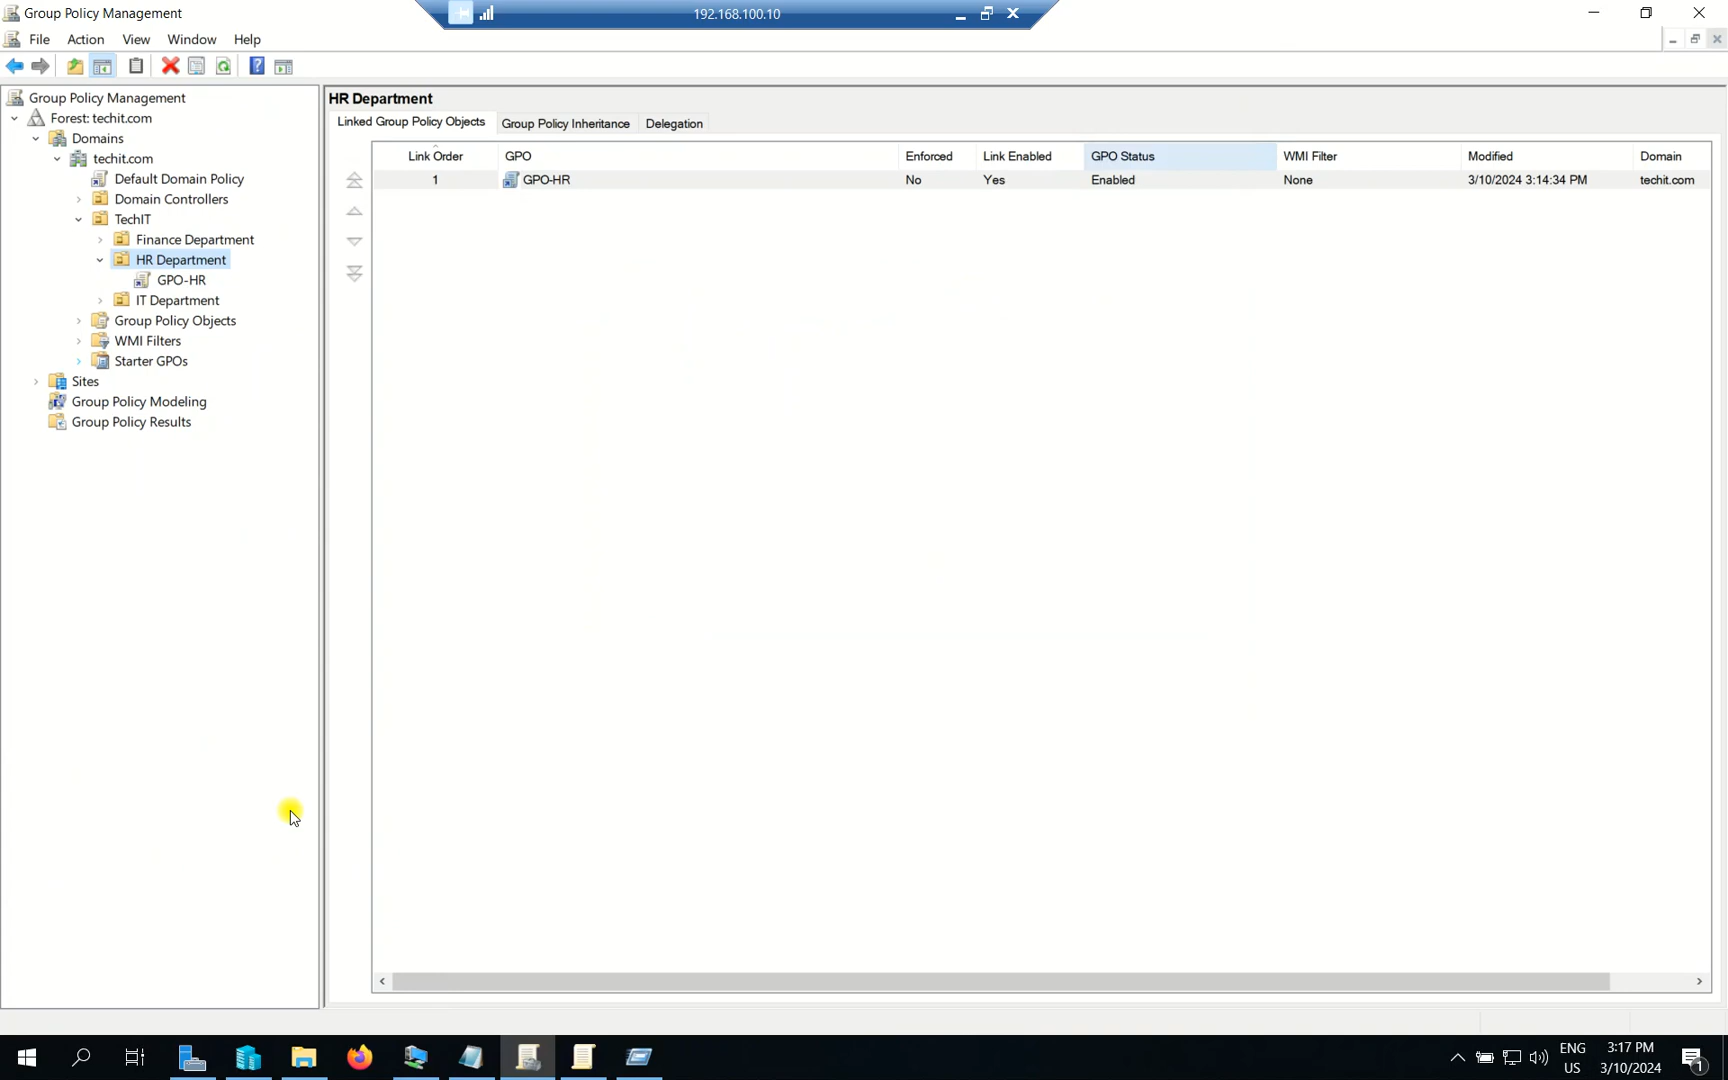 Group Policy Management
192.168.100.10
File Action View Window Help
Group Policy Management
Forest: techit.com
Domains
techit.com
Default Domain Policy
Domain Controllers
TechIT
Finance Department
HR Department
GPO-HR
IT Department
Group Policy Objects
WMI Filters
Starter GPOs
Sites
Group Policy Modeling
Group Policy Results
HR Department
Linked Group Policy Objects Group Policy Inheritance Delegation
Link Order GPO Enforced Link Enabled GPO Status WMI Filter Modified Domain
1 GPO-HR No Yes Enabled None 3/10/2024 3:14:34 PM techit.com
ENG 3:17 PM
US 3/10/2024 1